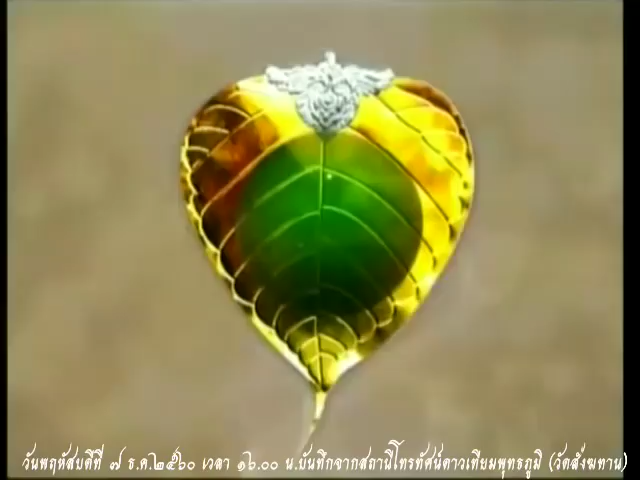 วันพฤหัสบดีที่ ๗ ธ.ค.๒๕๖๐ เวลา ๑๖.๐๐ น.บันทึกจากสถานีโทรทัศน์ดาวเทียมพุทธภูมิ (วัดสังฆทาน)